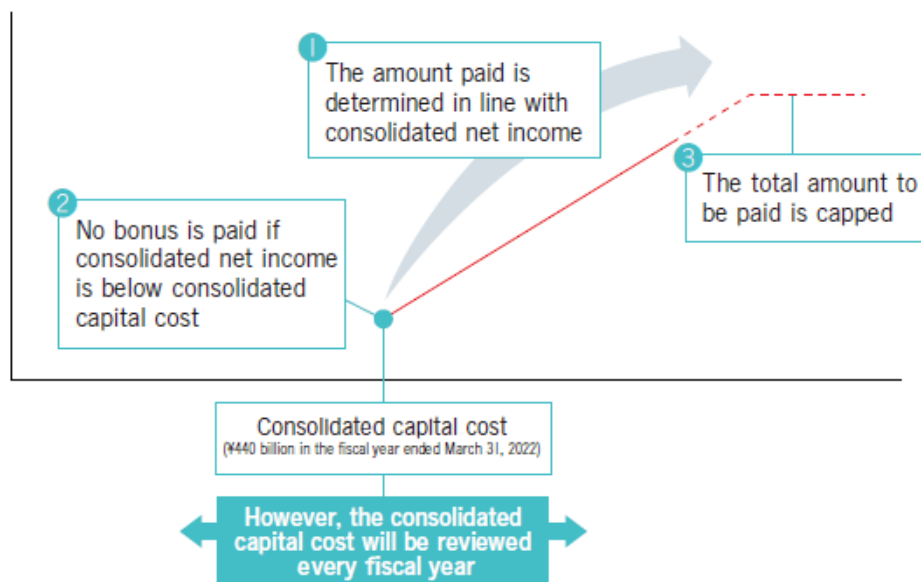 1
The amount paid is
determined in line with
consolidated net income
2
No bonus is paid if
consolidated net income
is below consolidated
capital cost
3
The total amount to
be paid is capped
Consolidated capital cost
(¥440 billion in the fiscal year ended March 31, 2022)
However, the consolidated
capital cost will be reviewed
every fiscal year